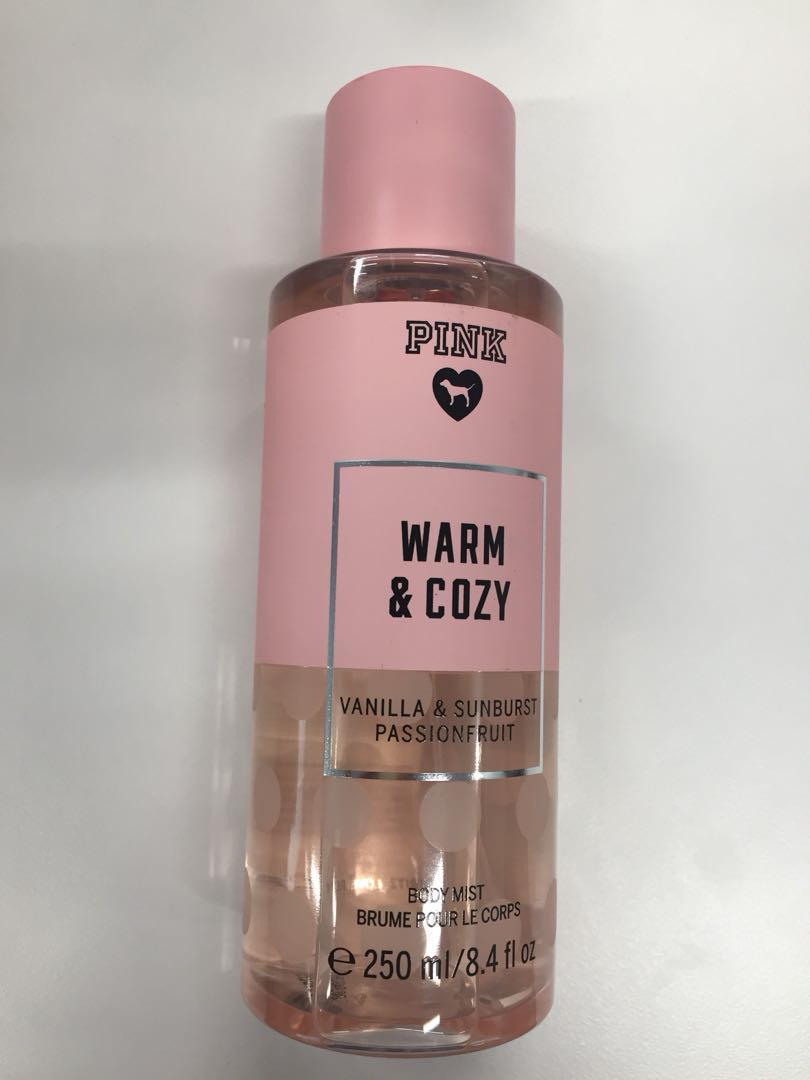 PINK
WARM
& COZY
VANILLA & SUNBURST
PASSIONFRUIT
BODY MIST
BRUME POUR LE CORPS
℮ 250 ml/8.4 fl oz